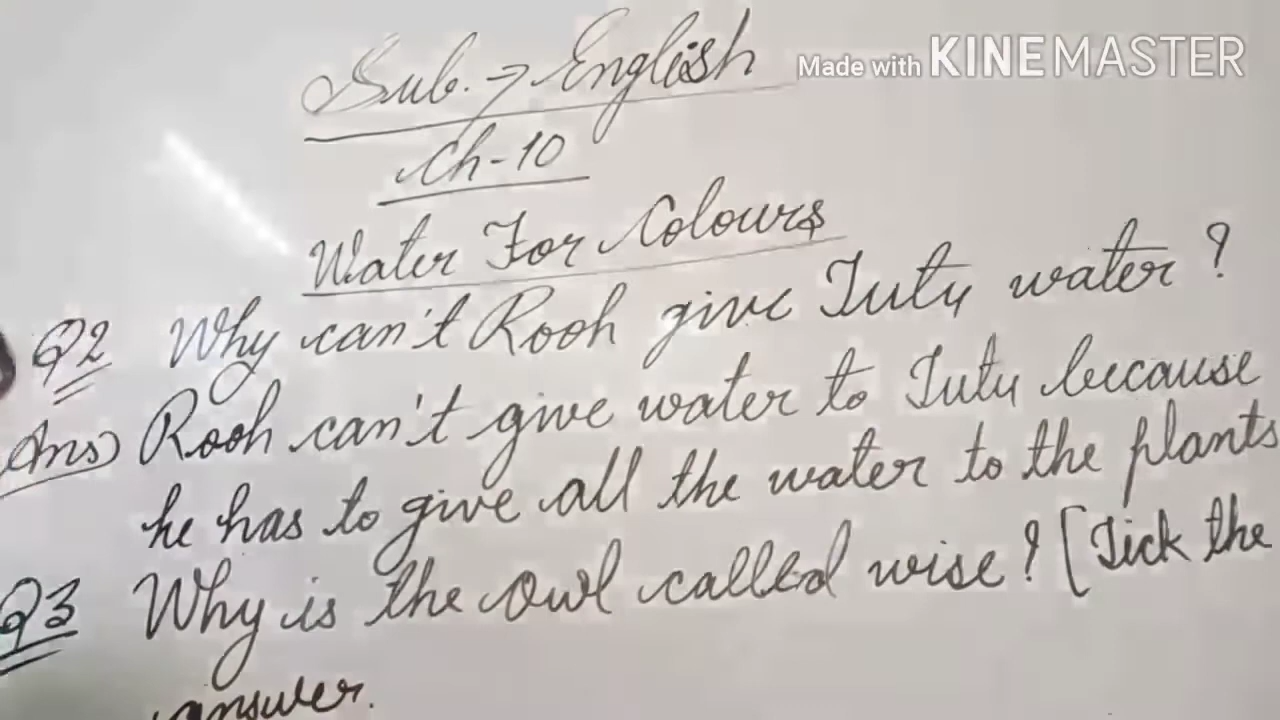 Made with KINEMASTER
Sub. → English
Ch-10
Water For Colours
Q2 Why can't Rooh give Tutu water?
Ans) Rooh can't give water to Tutu because
he has to give all the water to the plants
Q3 Why is the owl called wise? [Tick the
answer.